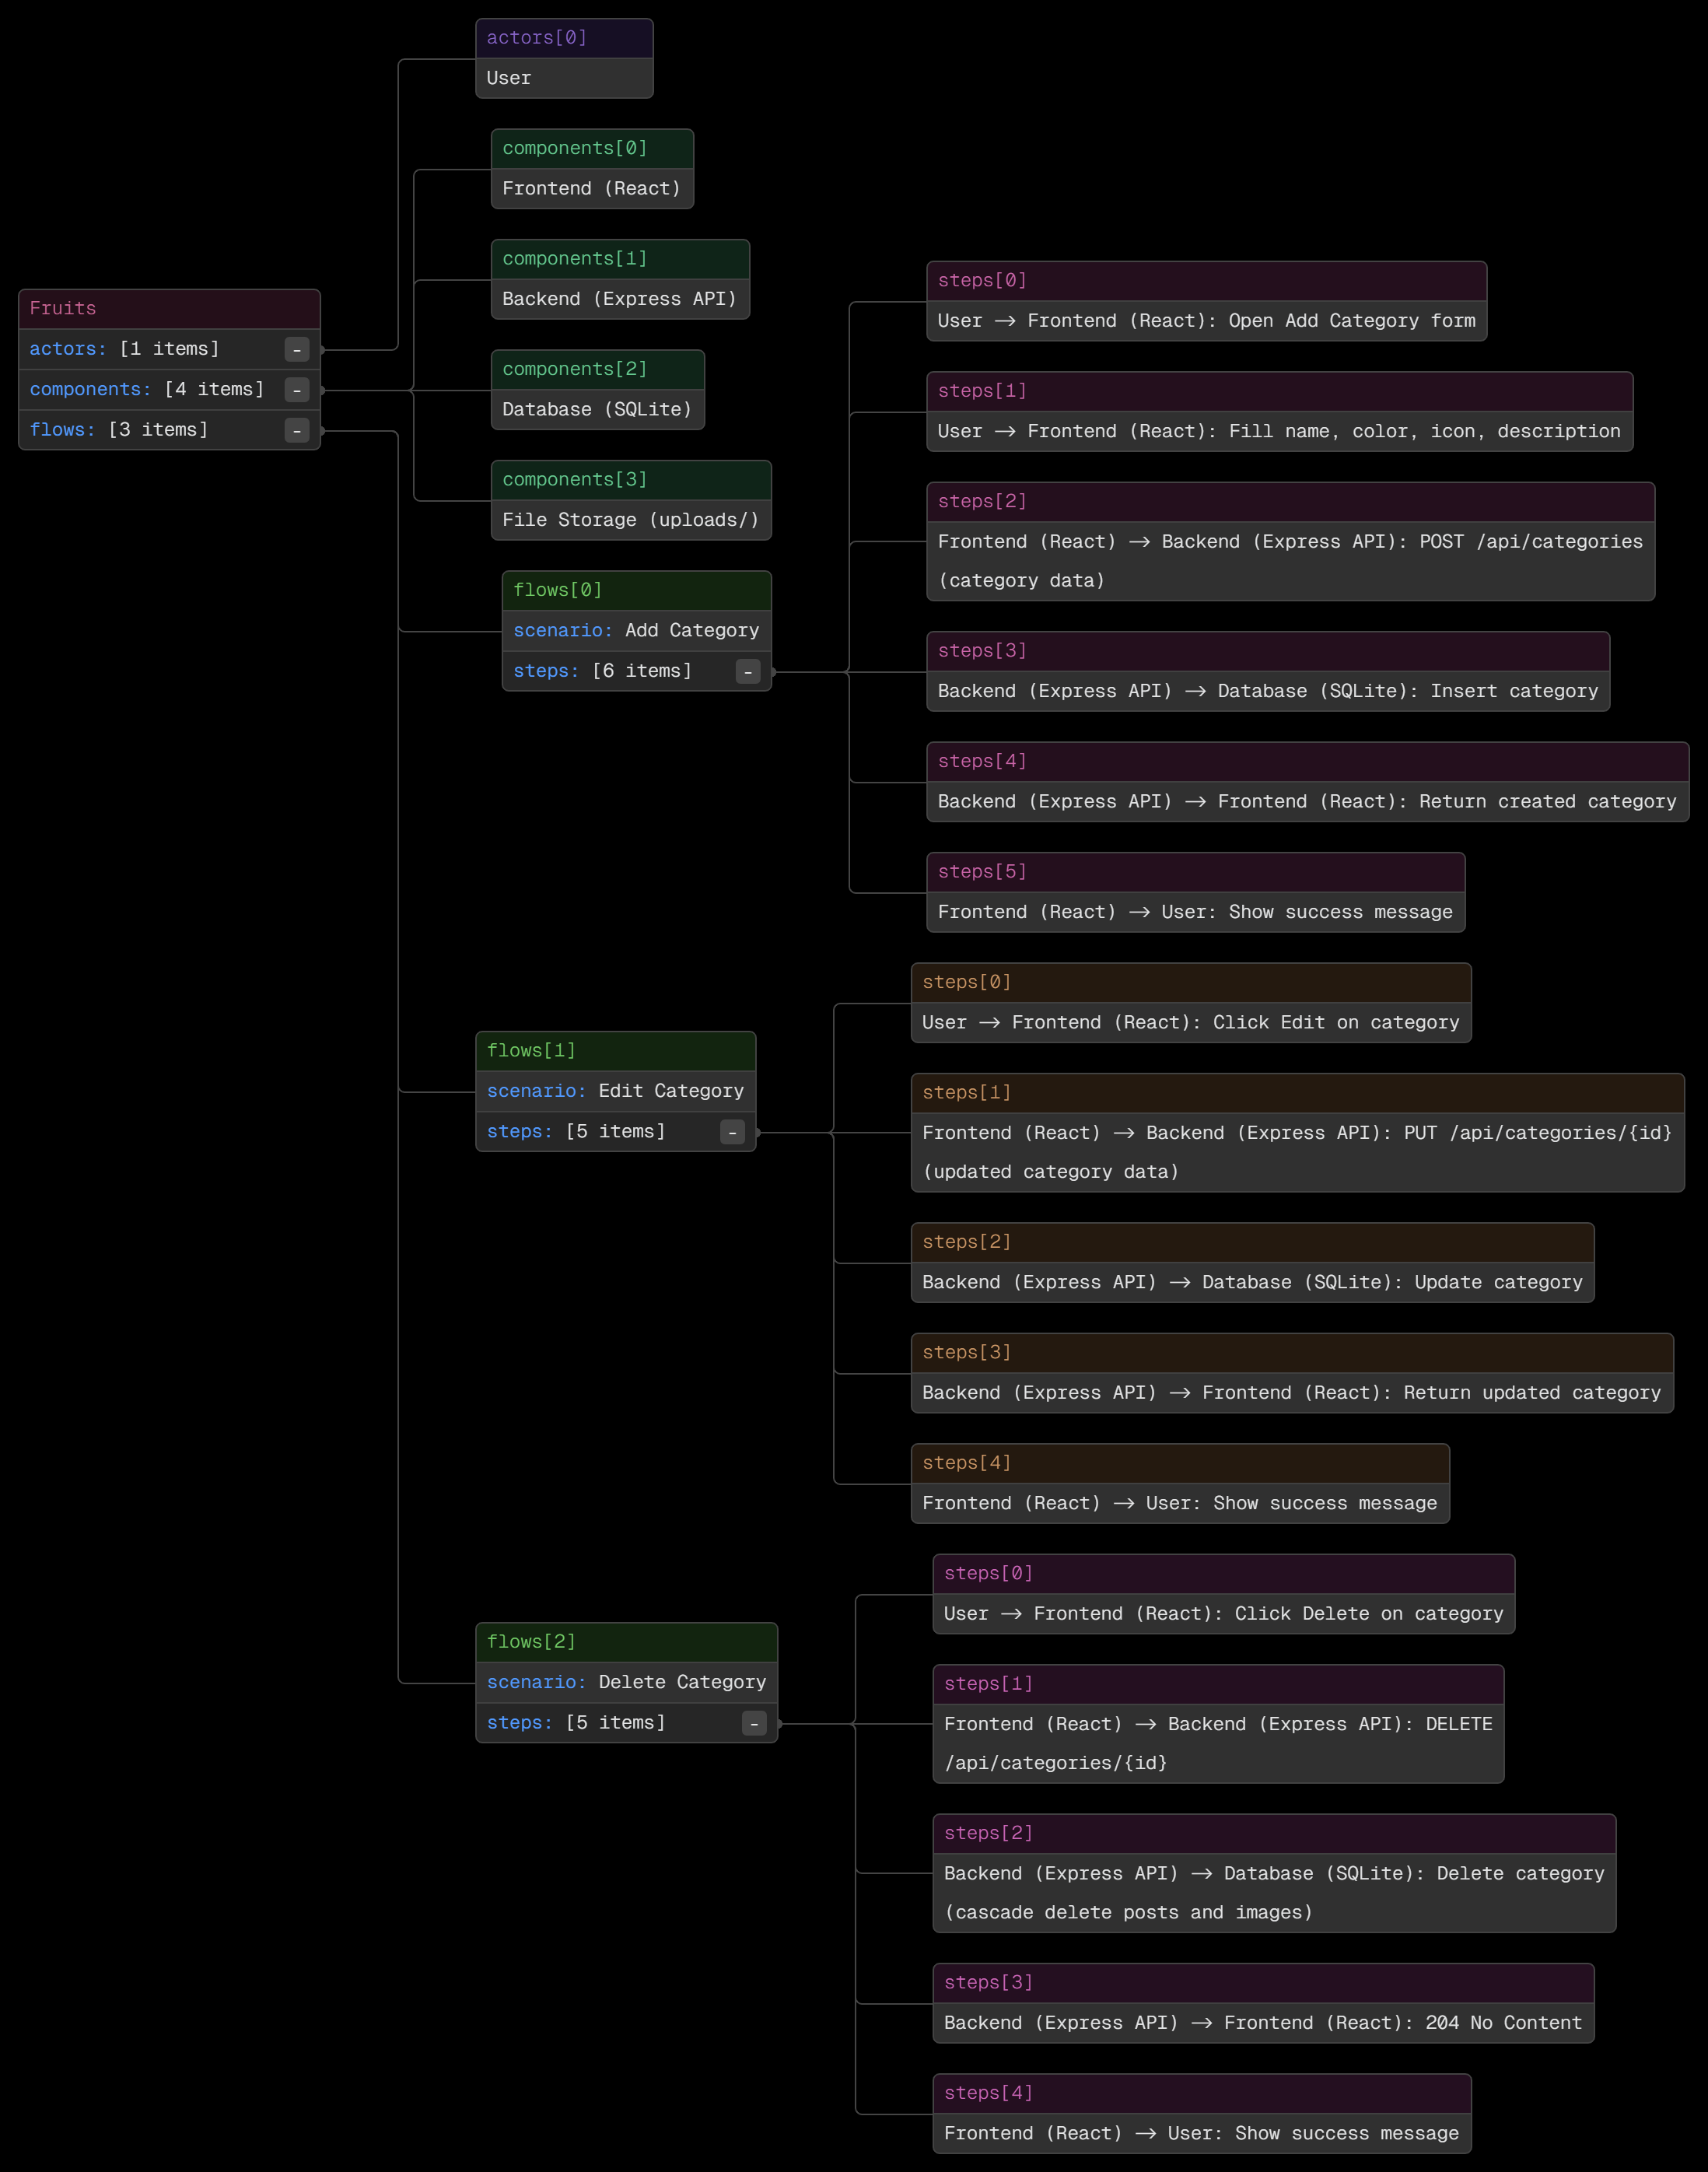 Fruits
actors: [1 items] -
components: [4 items] -
flows: [3 items] -
actors[0]
User
components[0]
Frontend (React)
components[1]
Backend (Express API)
components[2]
Database (SQLite)
components[3]
File Storage (uploads/)
flows[0]
scenario: Add Category
steps: [6 items] -
steps[0]
User → Frontend (React): Open Add Category form
steps[1]
User → Frontend (React): Fill name, color, icon, description
steps[2]
Frontend (React) → Backend (Express API): POST /api/categories
(category data)
steps[3]
Backend (Express API) → Database (SQLite): Insert category
steps[4]
Backend (Express API) → Frontend (React): Return created category
steps[5]
Frontend (React) → User: Show success message
flows[1]
scenario: Edit Category
steps: [5 items] -
steps[0]
User → Frontend (React): Click Edit on category
steps[1]
Frontend (React) → Backend (Express API): PUT /api/categories/{id}
(updated category data)
steps[2]
Backend (Express API) → Database (SQLite): Update category
steps[3]
Backend (Express API) → Frontend (React): Return updated category
steps[4]
Frontend (React) → User: Show success message
flows[2]
scenario: Delete Category
steps: [5 items] -
steps[0]
User → Frontend (React): Click Delete on category
steps[1]
Frontend (React) → Backend (Express API): DELETE
/api/categories/{id}
steps[2]
Backend (Express API) → Database (SQLite): Delete category
(cascade delete posts and images)
steps[3]
Backend (Express API) → Frontend (React): 204 No Content
steps[4]
Frontend (React) → User: Show success message